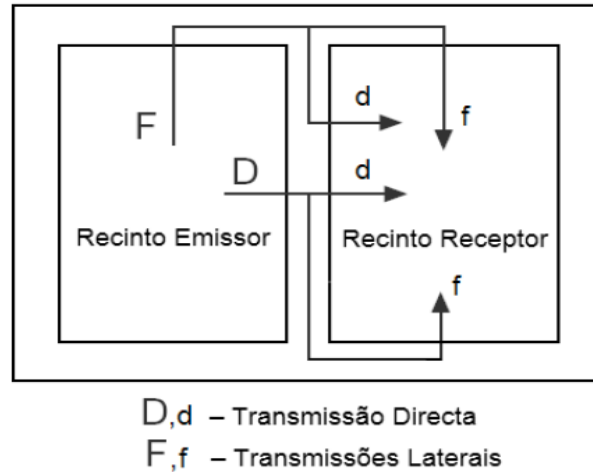 d
F
f
D
d
Recinto Emissor
Recinto Receptor
f
D,d – Transmissão Directa
F,f – Transmissões Laterais